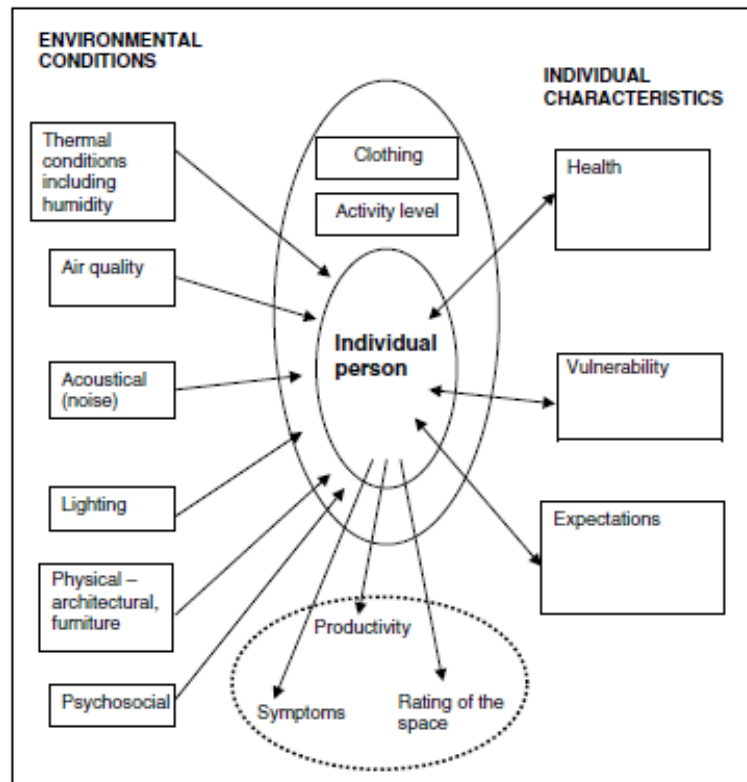 ENVIRONMENTAL
CONDITIONS
INDIVIDUAL
CHARACTERISTICS
Thermal
conditions
including
humidity
Air quality
Acoustical
(noise)
Lighting
Physical –
architectural,
furniture
Psychosocial
Clothing
Activity level
Individual
person
Health
Vulnerability
Expectations
Productivity
Symptoms
Rating of the
space